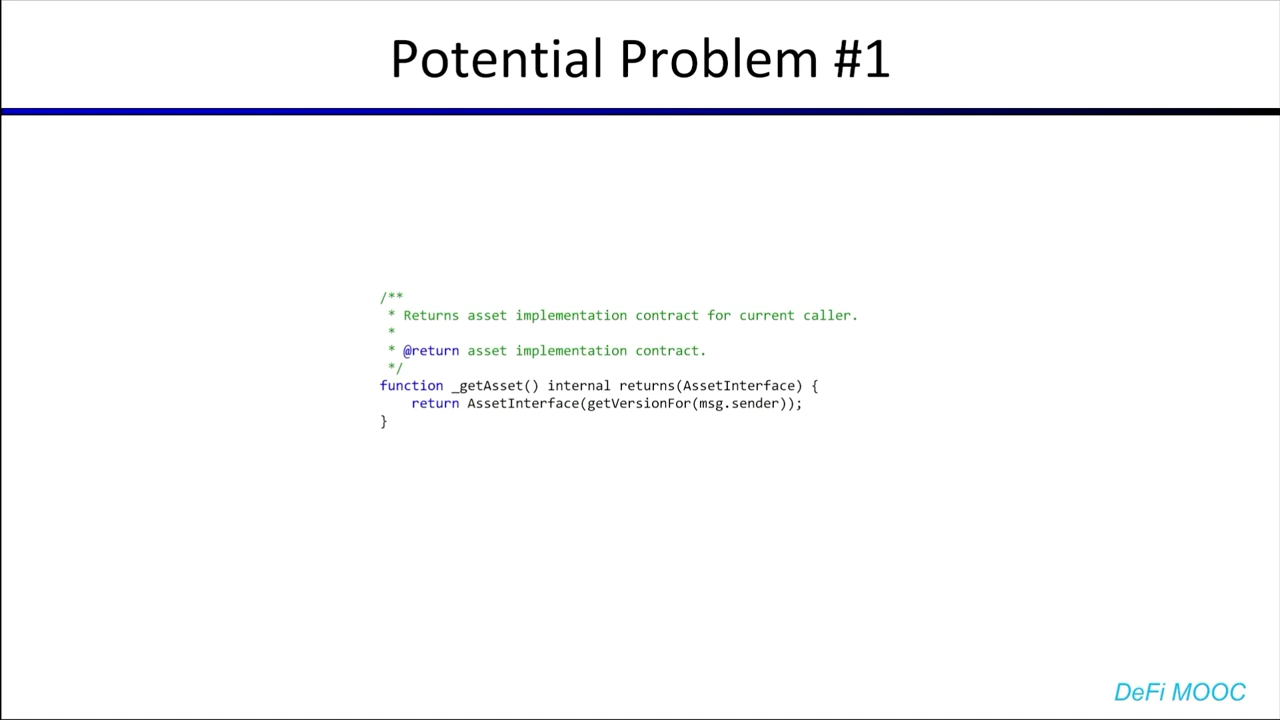 Potential Problem #1
/**
 * Returns asset implementation contract for current caller.
 *
 * @return asset implementation contract.
 */
function _getAsset() internal returns(AssetInterface) {
    return AssetInterface(getVersionFor(msg.sender));
}
DeFi MOOC